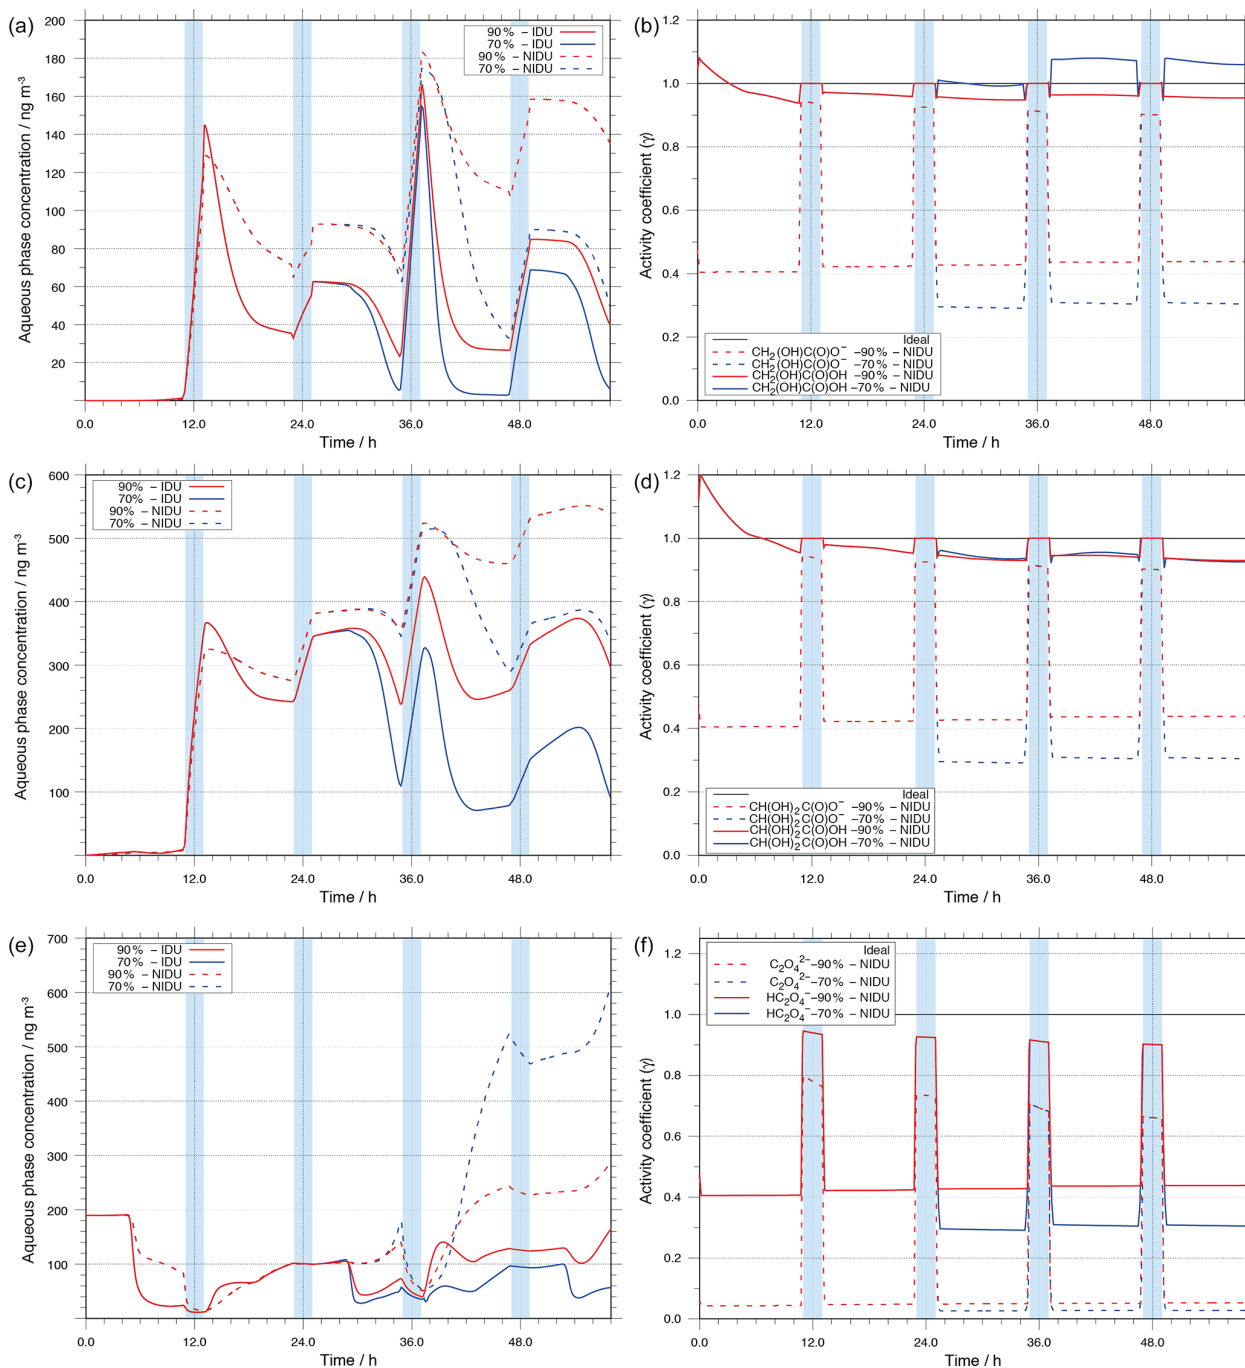 (a)
90% – IDU
70% – IDU
90% – NIDU
70% – NIDU
Aqueous phase concentration / ng m⁻³
200
180
160
140
120
100
80
60
40
20
0.0 12.0 24.0 36.0 48.0
Time / h
(b)
Activity coefficient (γ)
1.2
1.0
0.8
0.6
0.4
0.2
0.0
Ideal
CH₂(OH)C(O)O⁻ –90% – NIDU
CH₂(OH)C(O)O⁻ –70% – NIDU
CH₂(OH)C(O)OH –90% – NIDU
CH₂(OH)C(O)OH –70% – NIDU
0.0 12.0 24.0 36.0 48.0
Time / h
(c)
90% – IDU
70% – IDU
90% – NIDU
70% – NIDU
Aqueous phase concentration / ng m⁻³
600
500
400
300
200
100
0.0 12.0 24.0 36.0 48.0
Time / h
(d)
Activity coefficient (γ)
1.2
1.0
0.8
0.6
0.4
0.2
0.0
Ideal
CH(OH)₂C(O)O⁻ –90% – NIDU
CH(OH)₂C(O)O⁻ –70% – NIDU
CH(OH)₂C(O)OH –90% – NIDU
CH(OH)₂C(O)OH –70% – NIDU
0.0 12.0 24.0 36.0 48.0
Time / h
(e)
90% – IDU
70% – IDU
90% – NIDU
70% – NIDU
Aqueous phase concentration / ng m⁻³
700
600
500
400
300
200
100
0.0 12.0 24.0 36.0 48.0
Time / h
(f)
Activity coefficient (γ)
1.2
1.0
0.8
0.6
0.4
0.2
0.0
Ideal
C₂O₄²⁻–90% – NIDU
C₂O₄²⁻–70% – NIDU
HC₂O₄⁻–90% – NIDU
HC₂O₄⁻–70% – NIDU
0.0 12.0 24.0 36.0 48.0
Time / h